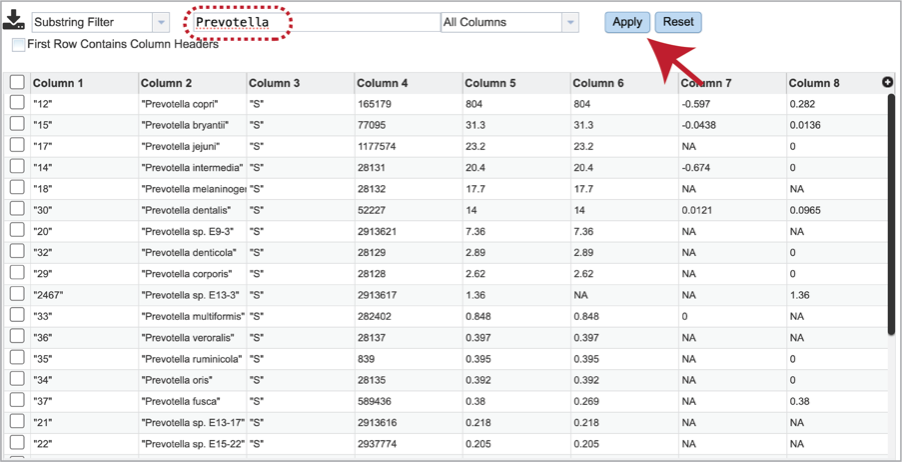 Substring Filter Prevotella All Columns Apply Reset
First Row Contains Column Headers
Column 1 Column 2 Column 3 Column 4 Column 5 Column 6 Column 7 Column 8
"12" "Prevotella copri" "S" 165179 804 804 -0.597 0.282
"15" "Prevotella bryantii" "S" 77095 31.3 31.3 -0.0438 0.0136
"17" "Prevotella jejuni" "S" 1177574 23.2 23.2 NA 0
"14" "Prevotella intermedia" "S" 28131 20.4 20.4 -0.674 0
"18" "Prevotella melaninoger "S" 28132 17.7 17.7 NA NA
"30" "Prevotella dentalis" "S" 52227 14 14 0.0121 0.0965
"20" "Prevotella sp. E9-3" "S" 2913621 7.36 7.36 NA NA
"32" "Prevotella denticola" "S" 28129 2.89 2.89 NA 0
"29" "Prevotella corporis" "S" 28128 2.62 2.62 NA 0
"2467" "Prevotella sp. E13-3" "S" 2913617 1.36 NA NA 1.36
"33" "Prevotella multiformis" "S" 282402 0.848 0.848 0 NA
"36" "Prevotella veroralis" "S" 28137 0.397 0.397 NA NA
"35" "Prevotella ruminicola" "S" 839 0.395 0.395 NA 0
"34" "Prevotella oris" "S" 28135 0.392 0.392 NA 0
"37" "Prevotella fusca" "S" 589436 0.38 0.269 NA 0.38
"21" "Prevotella sp. E13-17" "S" 2913616 0.218 0.218 NA NA
"22" "Prevotella sp. E15-22" "S" 2937774 0.205 0.205 NA NA